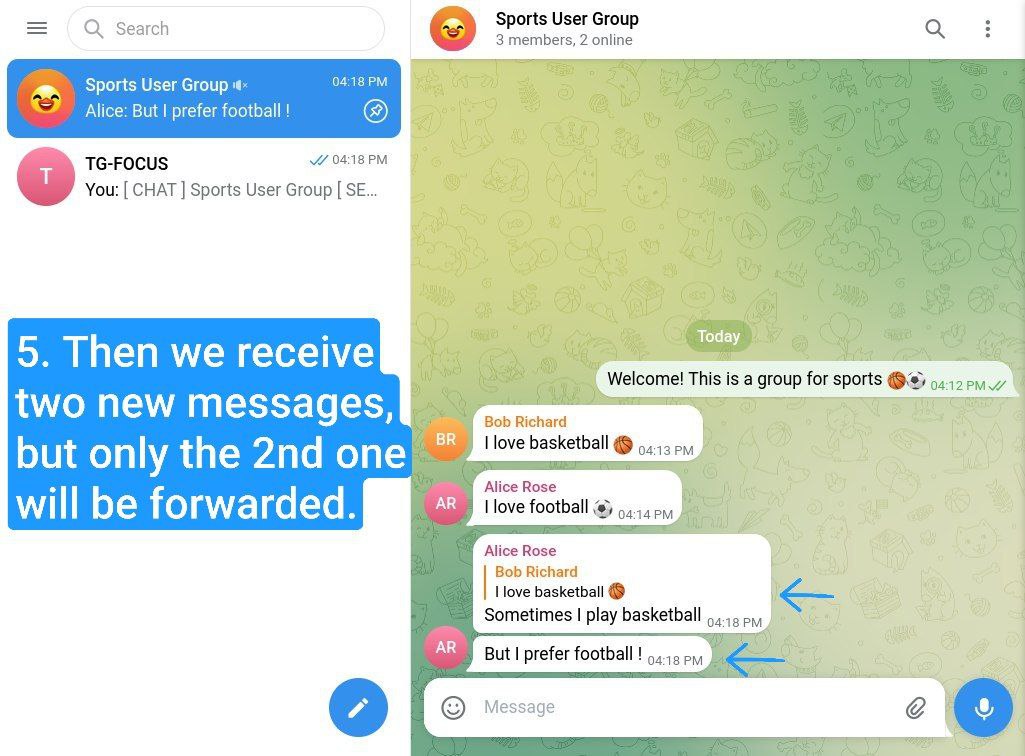 Search
Sports User Group
04:18 PM
Alice: But I prefer football !
T
TG-FOCUS
04:18 PM
You: [ CHAT ] Sports User Group [ SE...
5. Then we receive
two new messages,
but only the 2nd one
will be forwarded.
Sports User Group
3 members, 2 online
Today
Welcome! This is a group for sports 🏀⚽ 04:12 PM
BR
Bob Richard
I love basketball 🏀 04:13 PM
AR
Alice Rose
I love football ⚽ 04:14 PM
Alice Rose
Bob Richard
I love basketball 🏀
Sometimes I play basketball 04:18 PM
AR
But I prefer football ! 04:18 PM
Message